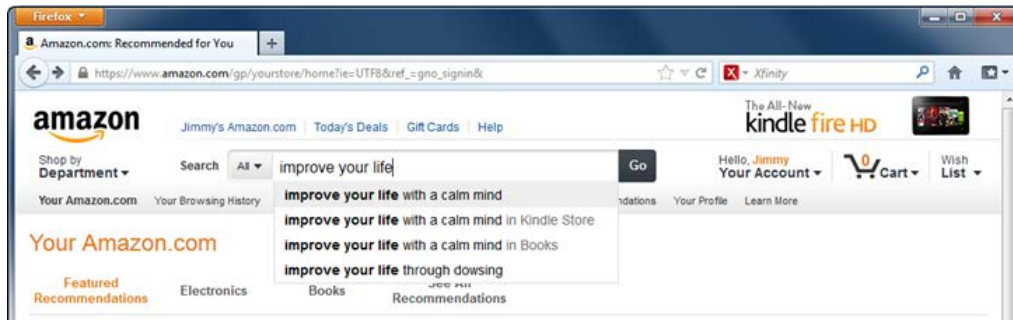 Firefox
Amazon.com: Recommended for You
https://www.amazon.com/gp/yourstore/home?ie=UTF8&ref_=gno_signin&
Xfinity
amazon
Jimmy's Amazon.com Today's Deals Gift Cards Help
The All-New
kindle fire HD
Shop by
Department
Search All improve your life Go
Hello, Jimmy
Your Account
0 Cart
Wish
List
Your Amazon.com Your Browsing History ndations Your Profile Learn More
improve your life with a calm mind
improve your life with a calm mind in Kindle Store
improve your life with a calm mind in Books
improve your life through dowsing
Your Amazon.com
Featured
Recommendations
Electronics
Books
See All
Recommendations